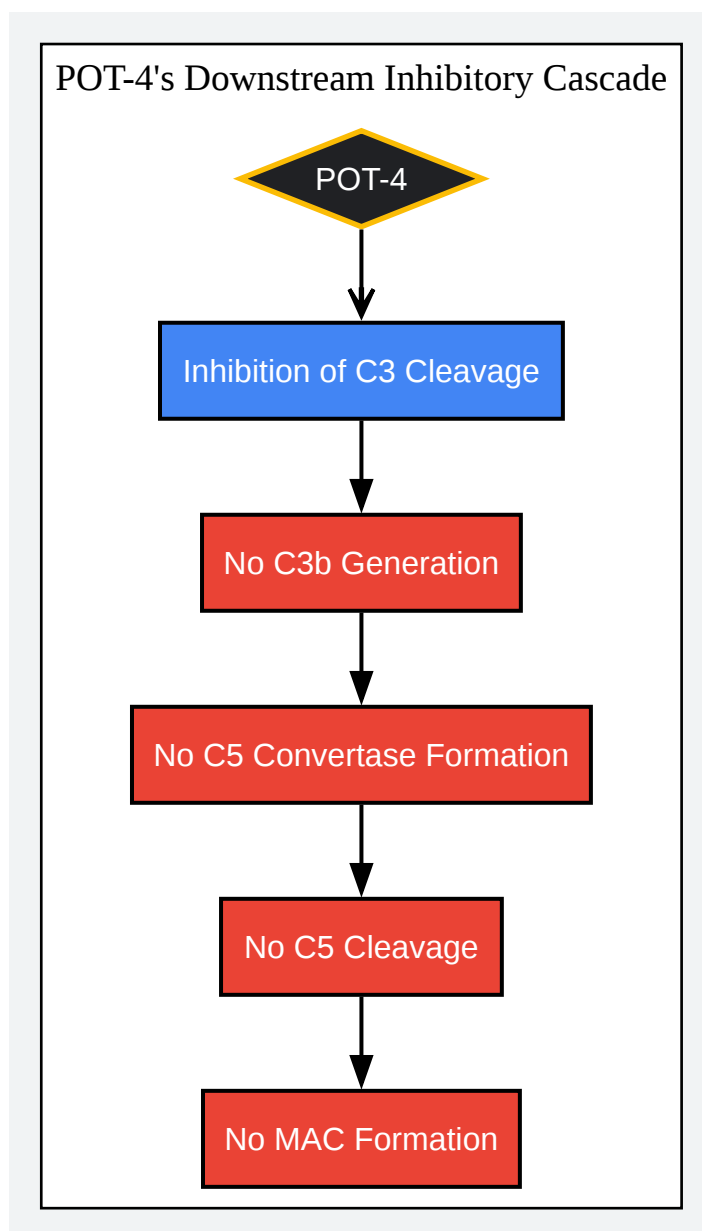 POT-4's Downstream Inhibitory Cascade
POT-4
Inhibition of C3 Cleavage
No C3b Generation
No C5 Convertase Formation
No C5 Cleavage
No MAC Formation